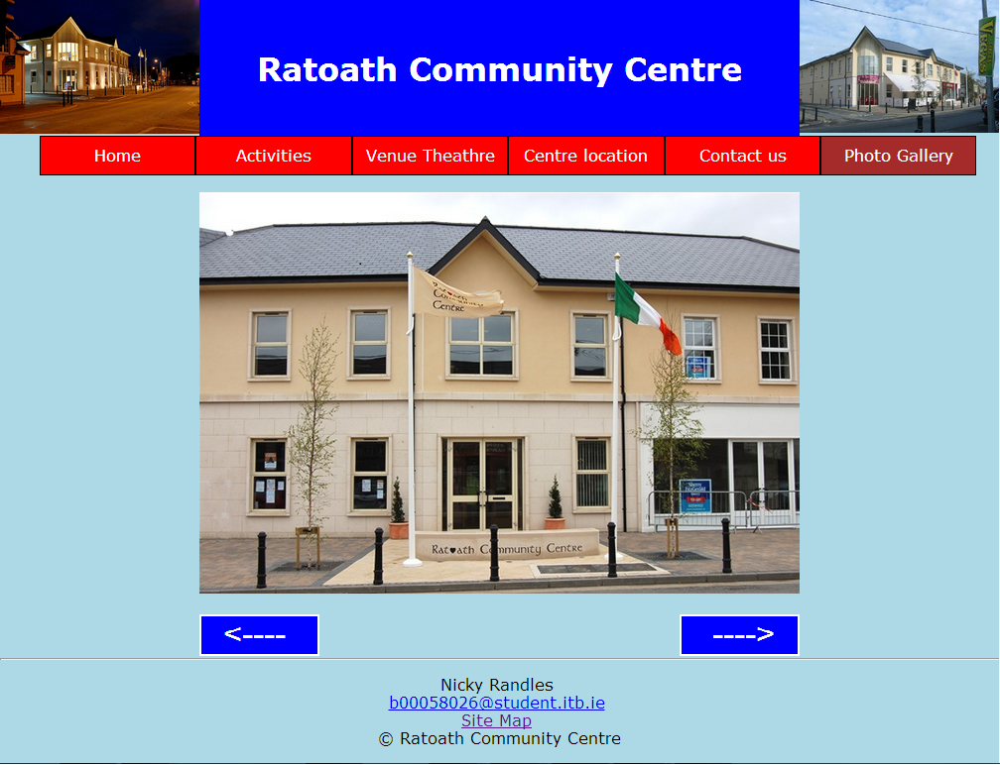 Ratoath Community Centre
Home
Activities
Venue Theathre
Centre location
Contact us
Photo Gallery
Ratoath
Community
Centre
Ratoath Community Centre
<----
---->
Nicky Randles
b00058026@student.itb.ie
Site Map
© Ratoath Community Centre